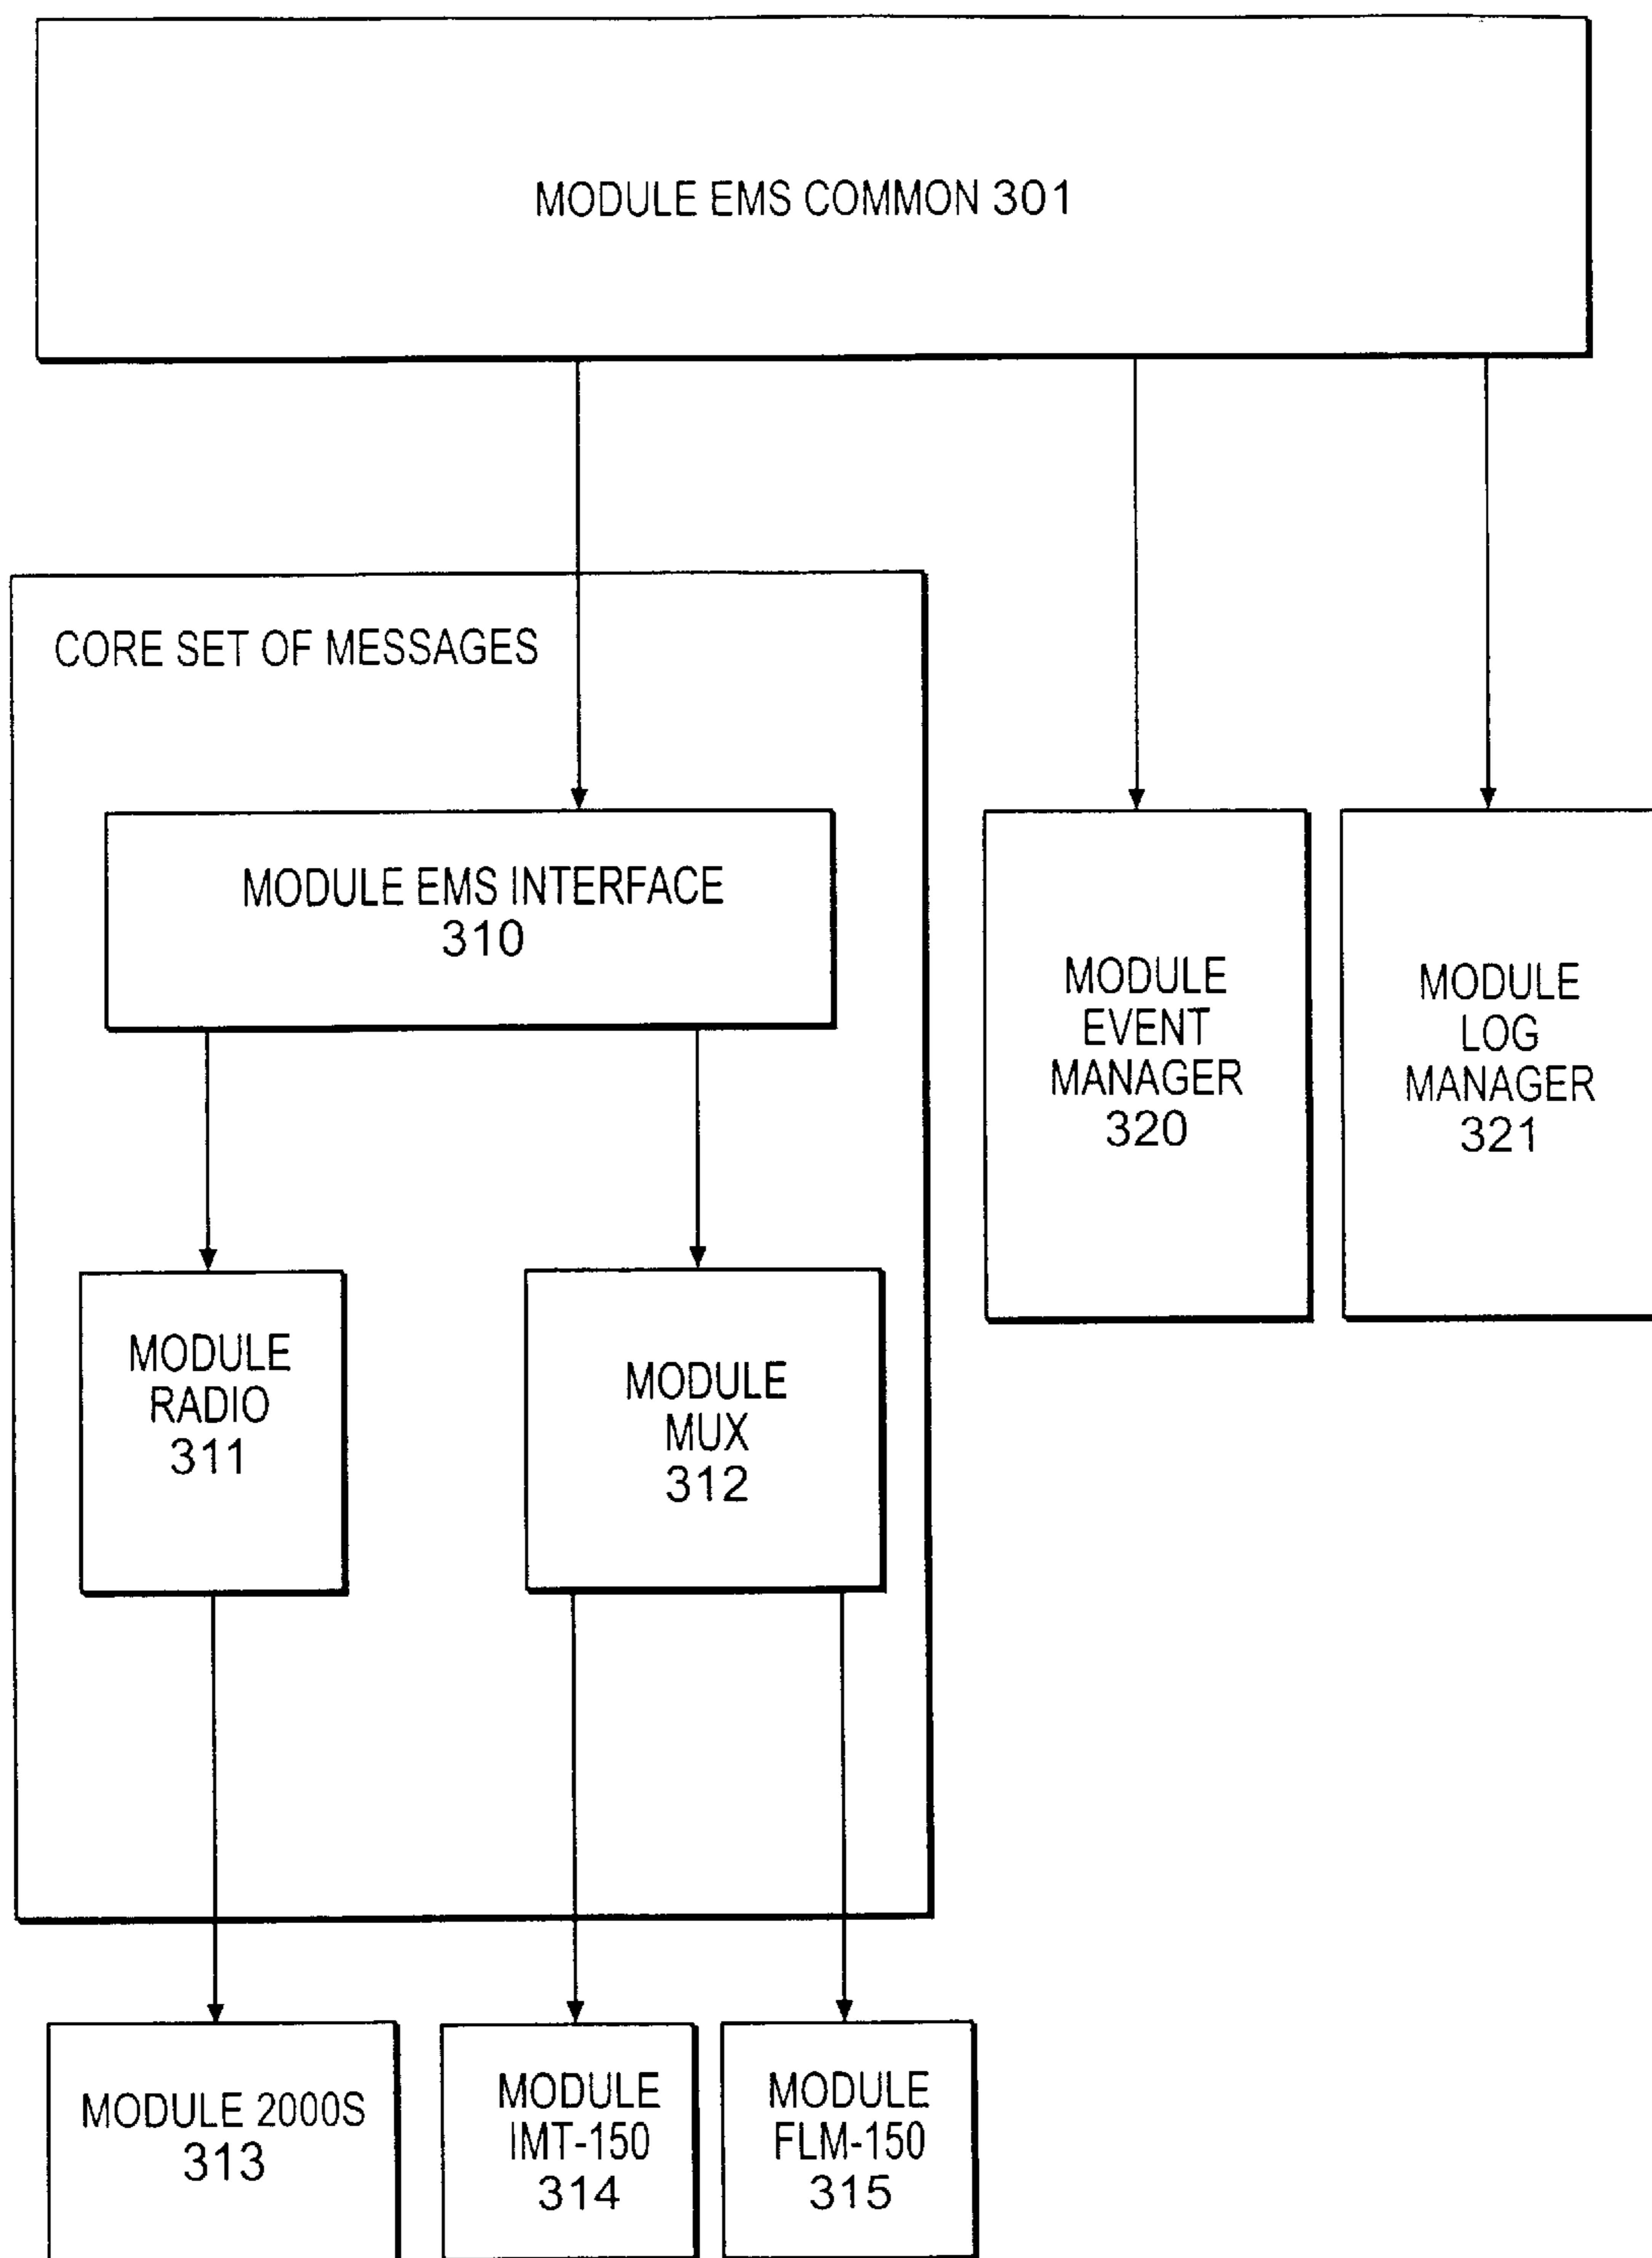 MODULE EMS COMMON 301
CORE SET OF MESSAGES
MODULE EMS INTERFACE
310
MODULE
EVENT
MANAGER
320
MODULE
LOG
MANAGER
321
MODULE
RADIO
311
MODULE
MUX
312
MODULE 2000S
313
MODULE
IMT-150
314
MODULE
FLM-150
315